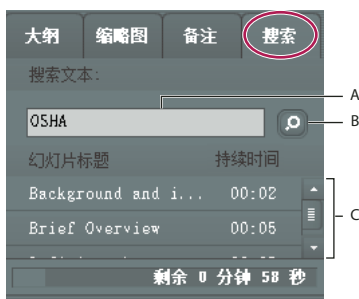 大纲 缩略图 备注 搜索
搜索文本:
A
OSHA
B
幻灯片标题 持续时间
Background and i... 00:02
C
Brief Overview 00:05
剩余 0 分钟 58 秒